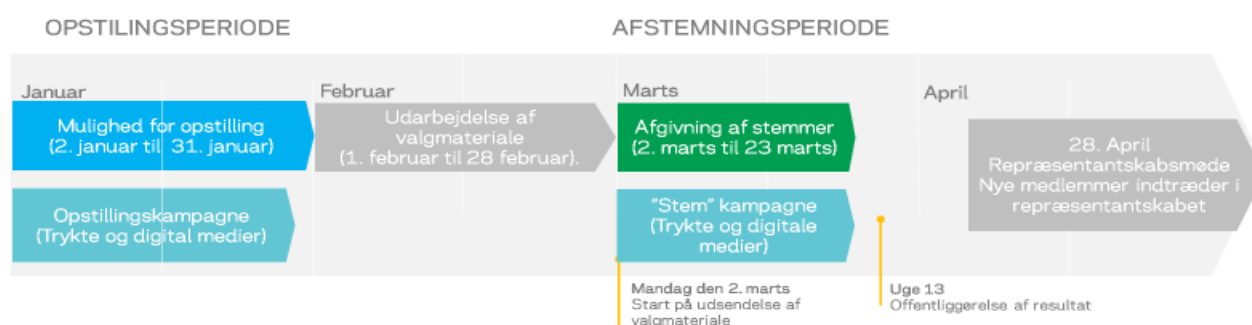 OPSTILINGSPERIODE
AFSTEMNINGSPERIODE
Januar
Februar
Marts
April
Mulighed for opstilling
(2. januar til 31. januar)
Udarbejdelse af
valgmateriale
(1. februar til 28 februar).
Afgivning af stemmer
(2. marts til 23 marts)
28. April
Repræsentantskabsmøde
Nye medlemmer indtræder i
repræsentantskabet
Opstillingskampagne
(Trykte og digital medier)
"Stem" kampagne
(Trykte og digitale
medier)
Mandag den 2. marts
Start på udsendelse af
valgmateriale
Uge 13
Offentliggørelse af resultat